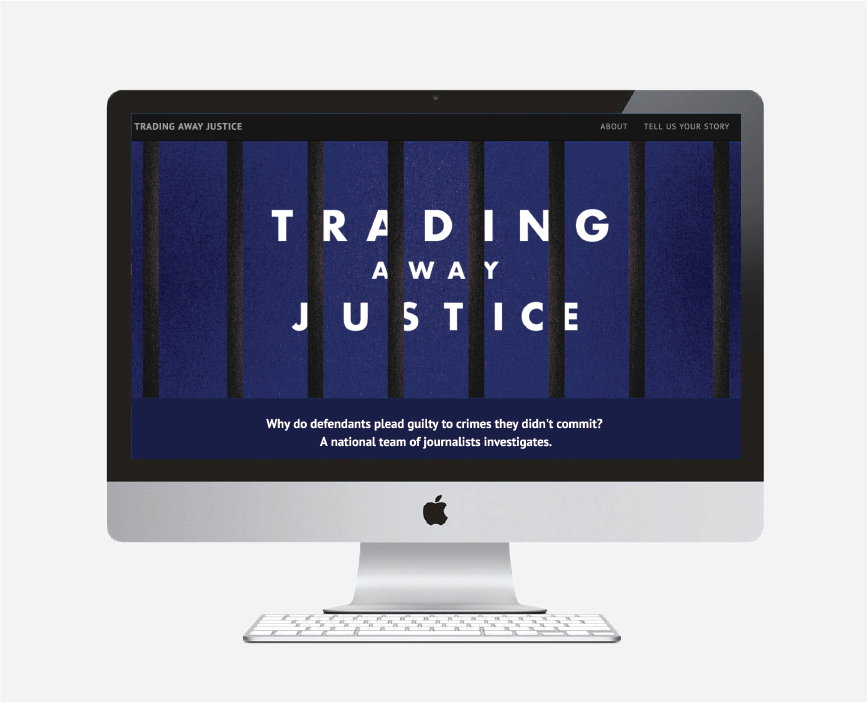 TRADING AWAY JUSTICE
ABOUT TELL US YOUR STORY
TRADING
AWAY
JUSTICE
Why do defendants plead guilty to crimes they didn't commit?
A national team of journalists investigates.